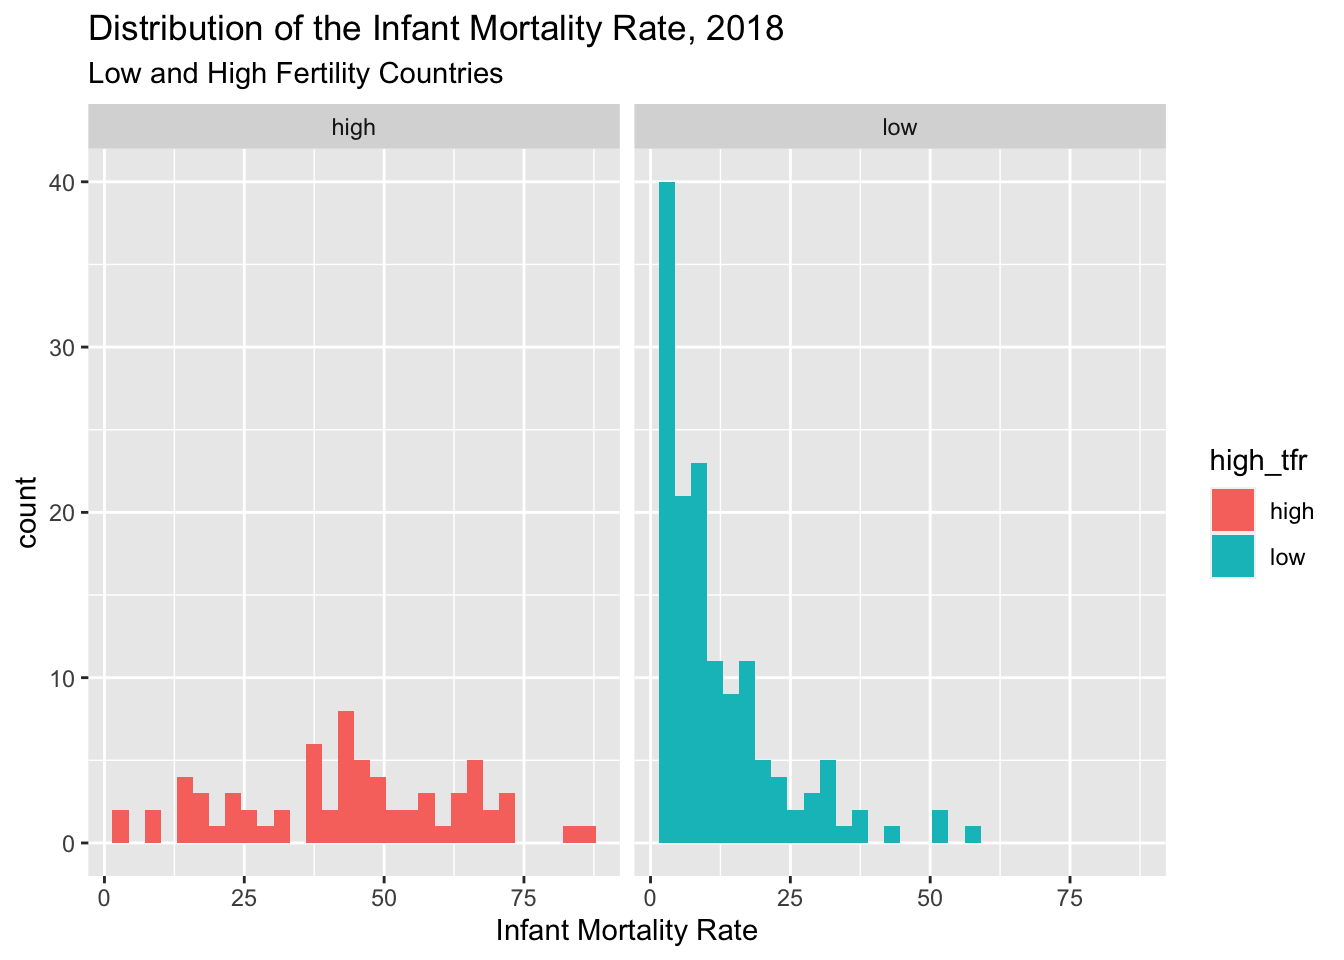 Distribution of the Infant Mortality Rate, 2018
Low and High Fertility Countries
high
low
40
30
20
10
0
count
0
25
50
75
0
25
50
75
Infant Mortality Rate
high_tfr
high
low